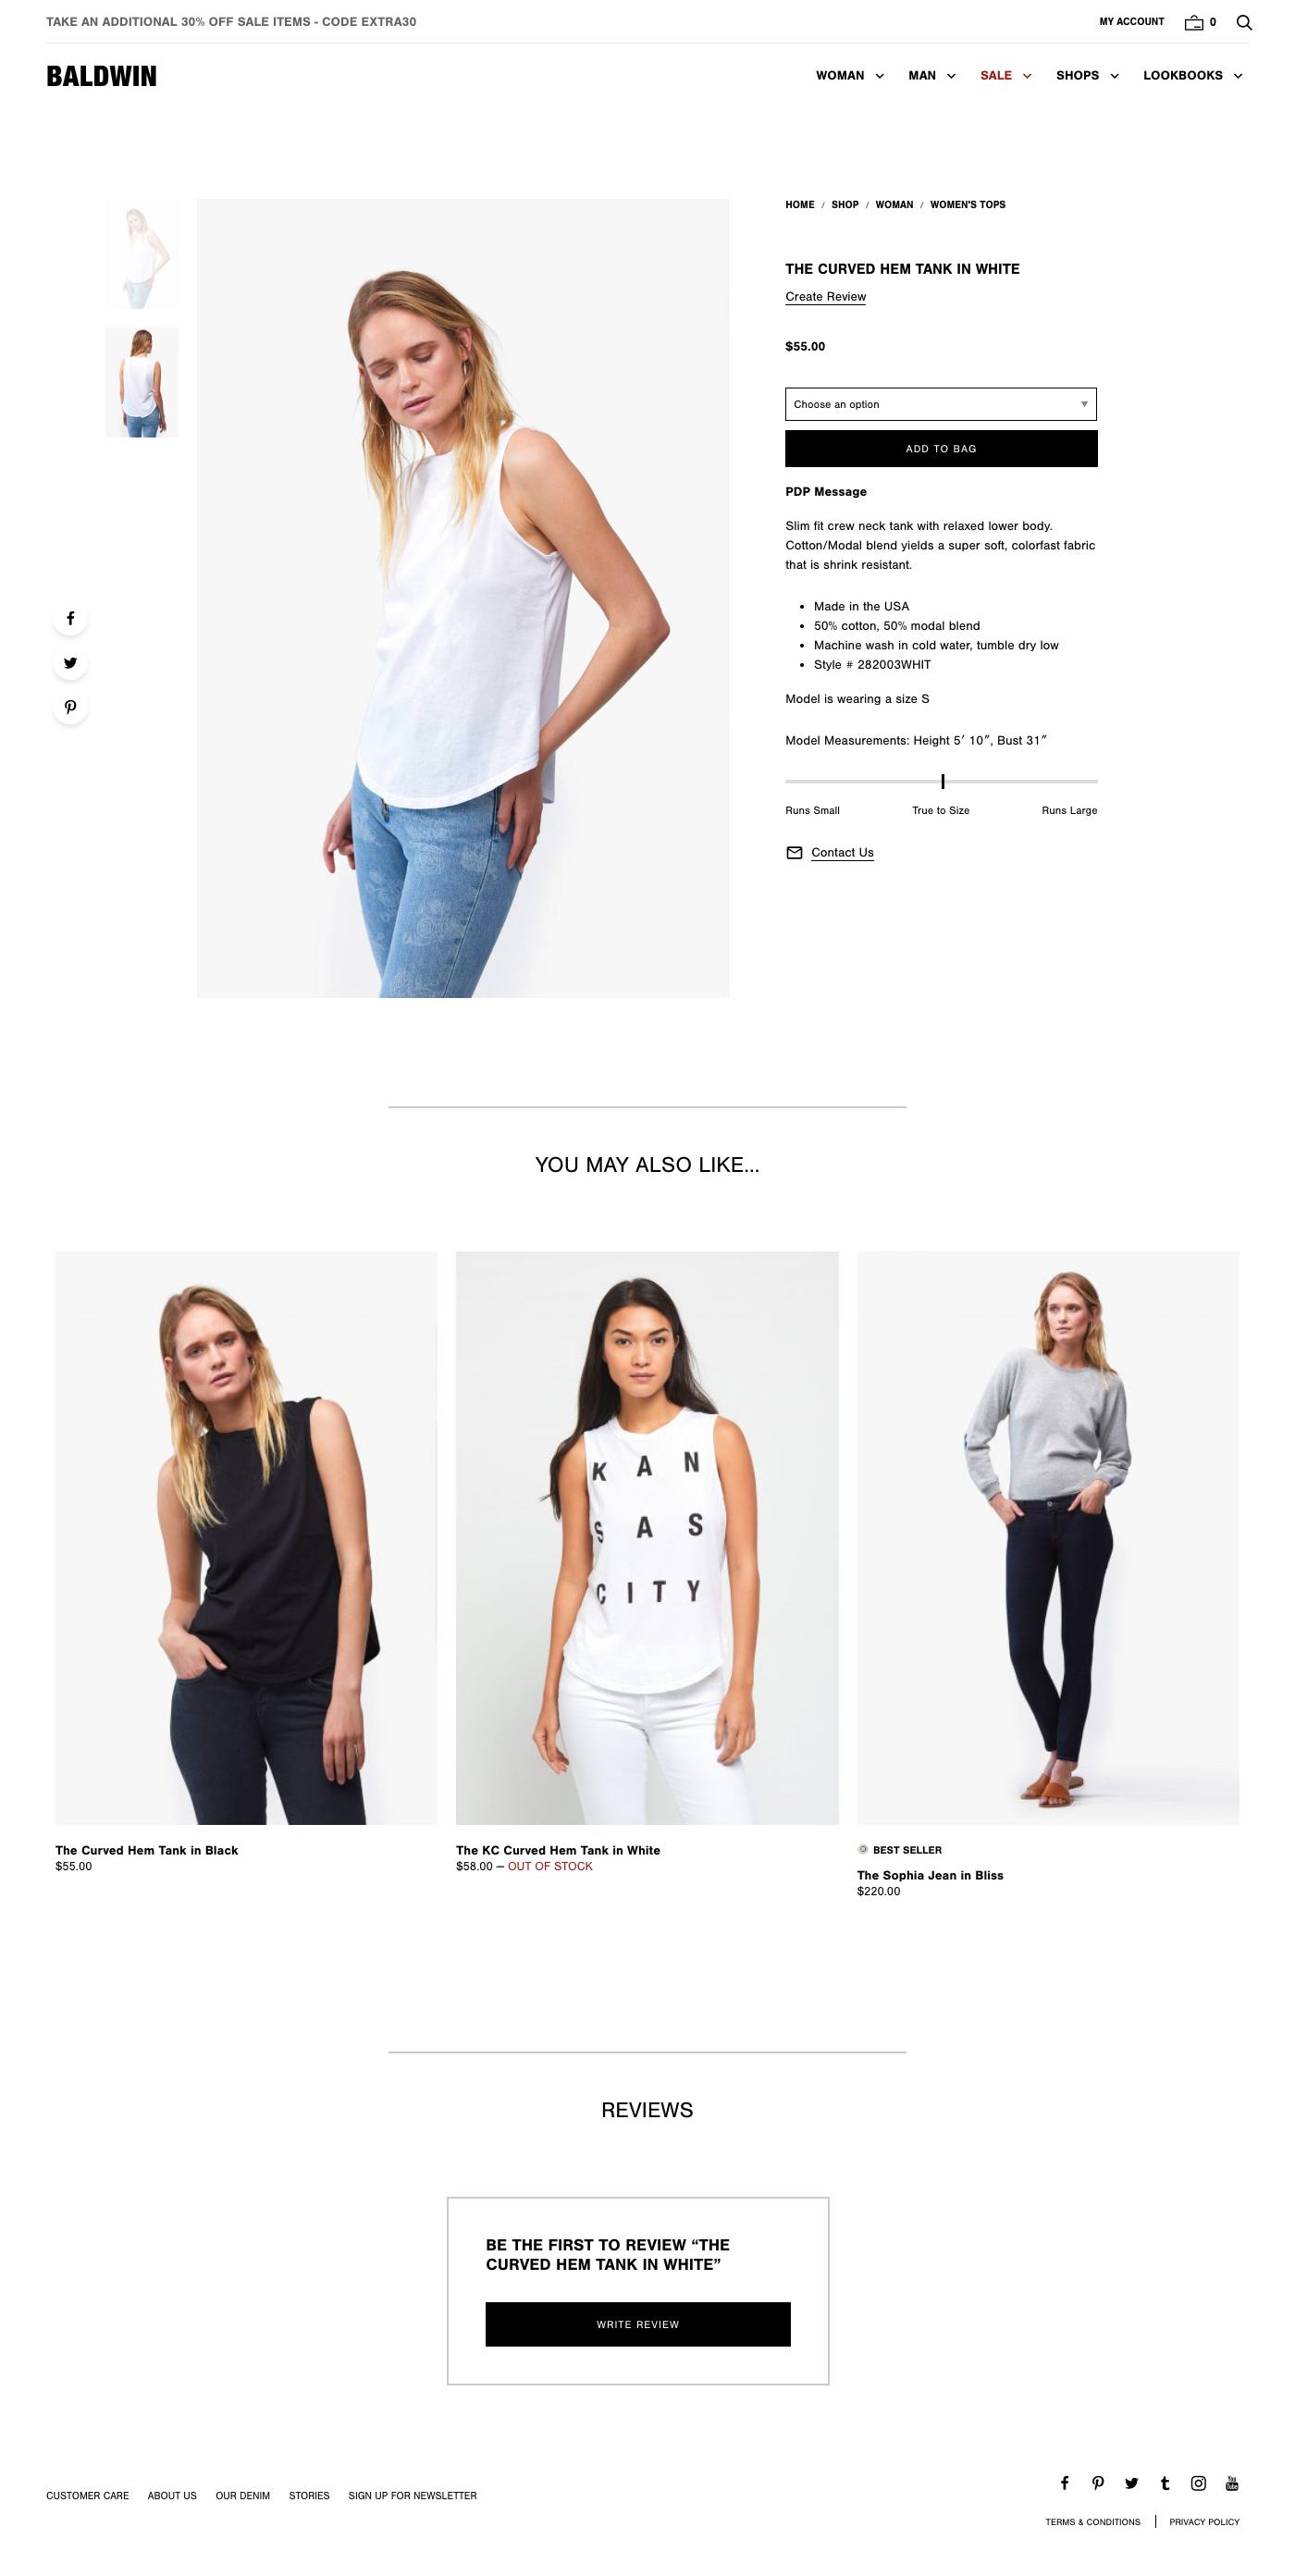 TAKE AN ADDITIONAL 30% OFF SALE ITEMS - CODE EXTRA30
MY ACCOUNT 0
BALDWIN
WOMAN MAN SALE SHOPS LOOKBOOKS
HOME / SHOP / WOMAN / WOMEN'S TOPS
THE CURVED HEM TANK IN WHITE
Create Review
$55.00
Choose an option
ADD TO BAG
PDP Message
Slim fit crew neck tank with relaxed lower body.
Cotton/Modal blend yields a super soft, colorfast fabric
that is shrink resistant.
• Made in the USA
• 50% cotton, 50% modal blend
• Machine wash in cold water, tumble dry low
• Style # 282003WHIT
Model is wearing a size S
Model Measurements: Height 5′ 10″, Bust 31″
Runs Small True to Size Runs Large
Contact Us
YOU MAY ALSO LIKE...
KAN
SAS
CITY
The Curved Hem Tank in Black
$55.00
The KC Curved Hem Tank in White
$58.00 — OUT OF STOCK
BEST SELLER
The Sophia Jean in Bliss
$220.00
REVIEWS
BE THE FIRST TO REVIEW “THE
CURVED HEM TANK IN WHITE”
WRITE REVIEW
CUSTOMER CARE ABOUT US OUR DENIM STORIES SIGN UP FOR NEWSLETTER
You Tube
TERMS & CONDITIONS | PRIVACY POLICY